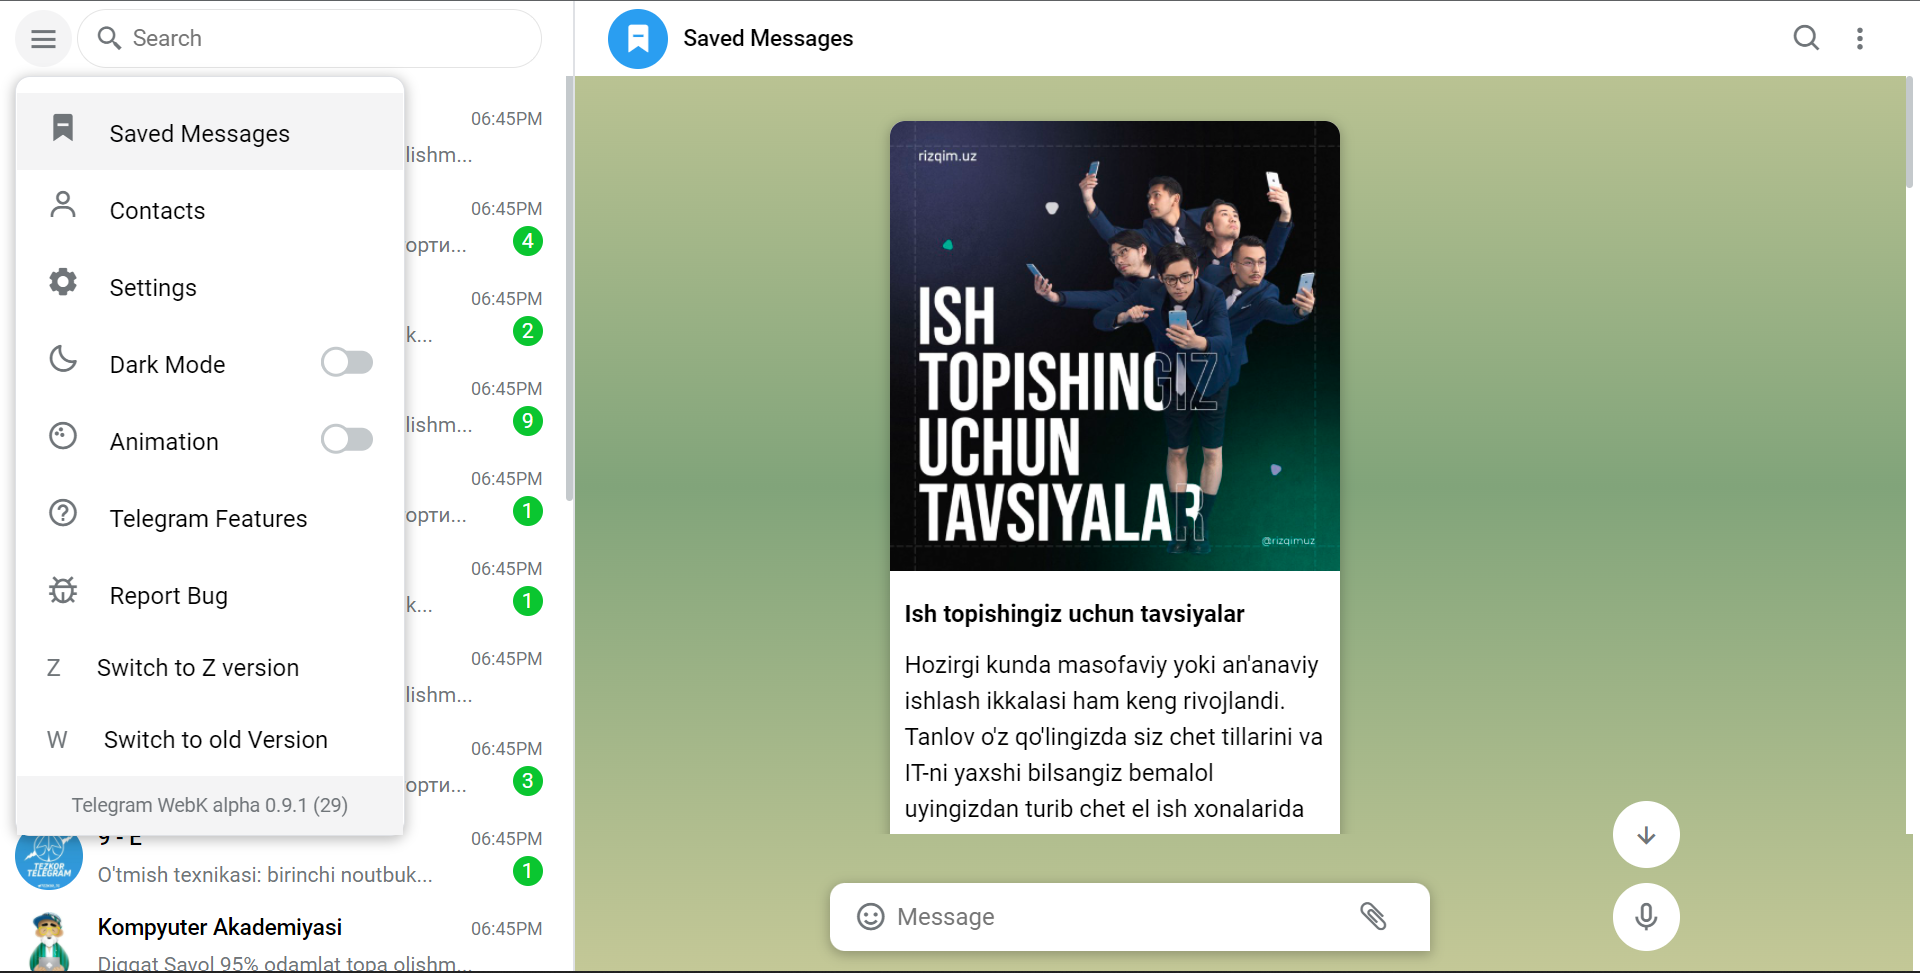 Search
Saved Messages
Saved Messages
Contacts
Settings
Dark Mode
Animation
Telegram Features
Report Bug
Z Switch to Z version
W Switch to old Version
Telegram WebK alpha 0.9.1 (29)
06:45PM
lishm...
06:45PM
орти...
4
06:45PM
k...
2
06:45PM
lishm...
9
06:45PM
орти...
1
06:45PM
k...
1
06:45PM
lishm...
06:45PM
орти...
3
9 - E
06:45PM
TEZKOR
TELEGRAM
O'tmish texnikasi: birinchi noutbuk...
1
Kompyuter Akademiyasi
06:45PM
Diqqat Savol 95% odamlat topa olishm...
rizqim.uz
ISH
TOPISHINGIZ
UCHUN
TAVSIYALAR
@rizqimuz
Ish topishingiz uchun tavsiyalar
Hozirgi kunda masofaviy yoki an'anaviy
ishlash ikkalasi ham keng rivojlandi.
Tanlov o'z qo'lingizda siz chet tillarini va
IT-ni yaxshi bilsangiz bemalol
uyingizdan turib chet el ish xonalarida
Message